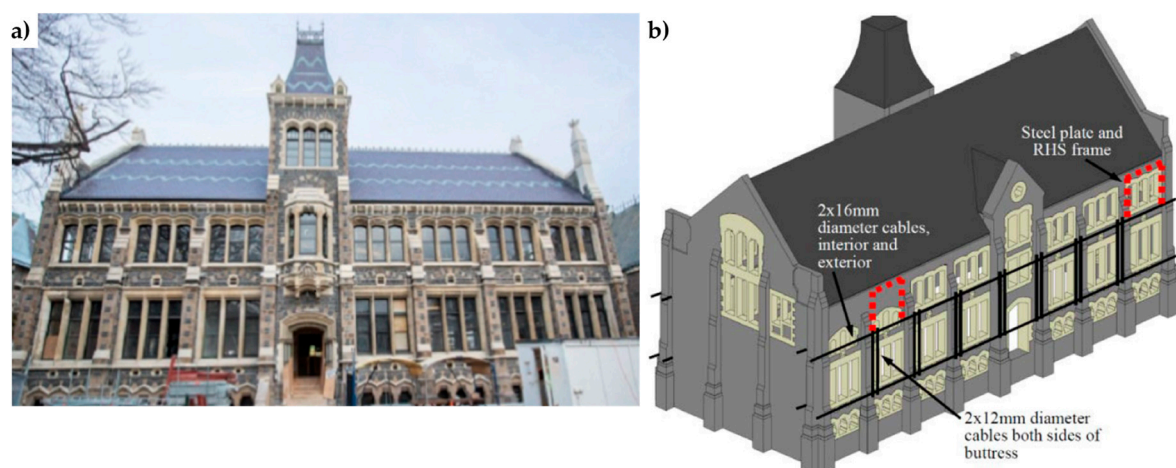 a)
b)
Steel plate and
RHS frame
2x16mm
diameter cables,
interior and
exterior
2x12mm diameter
cables both sides of
buttress